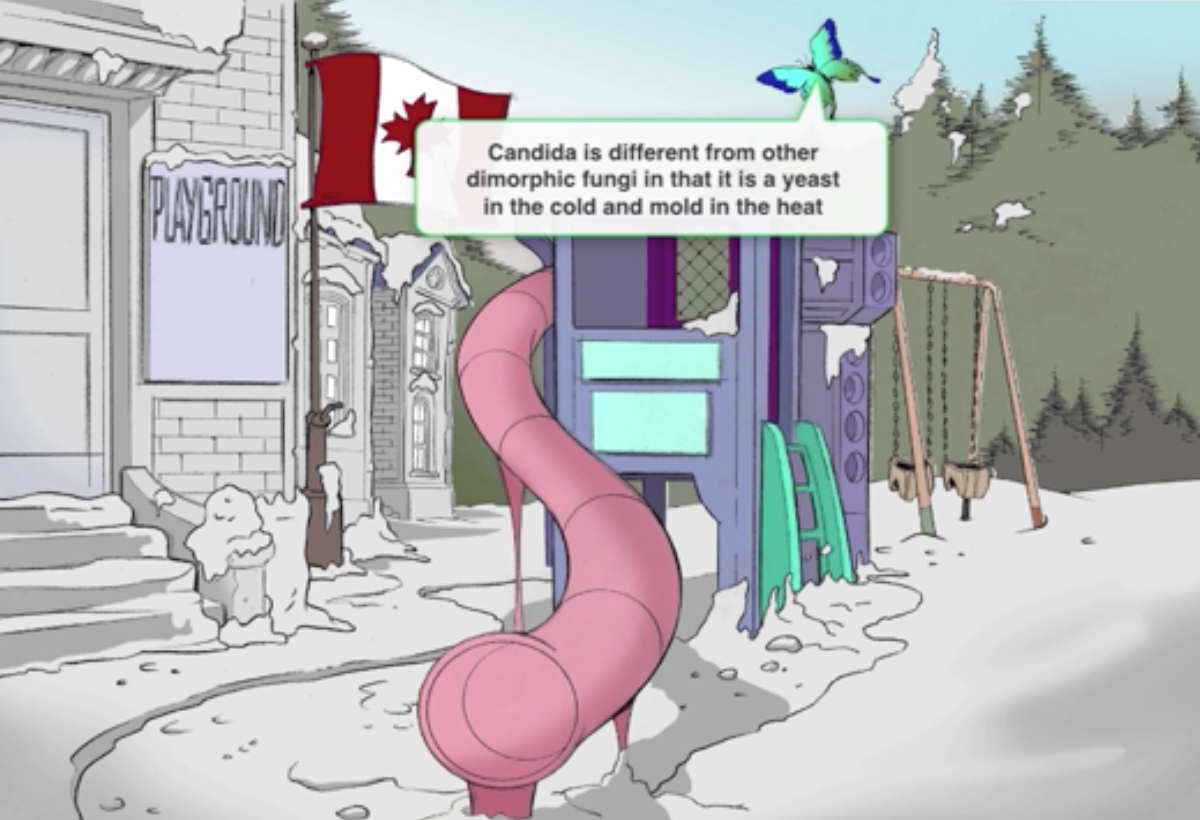 Candida is different from other
dimorphic fungi in that it is a yeast
in the cold and mold in the heat
PLAYGROUND